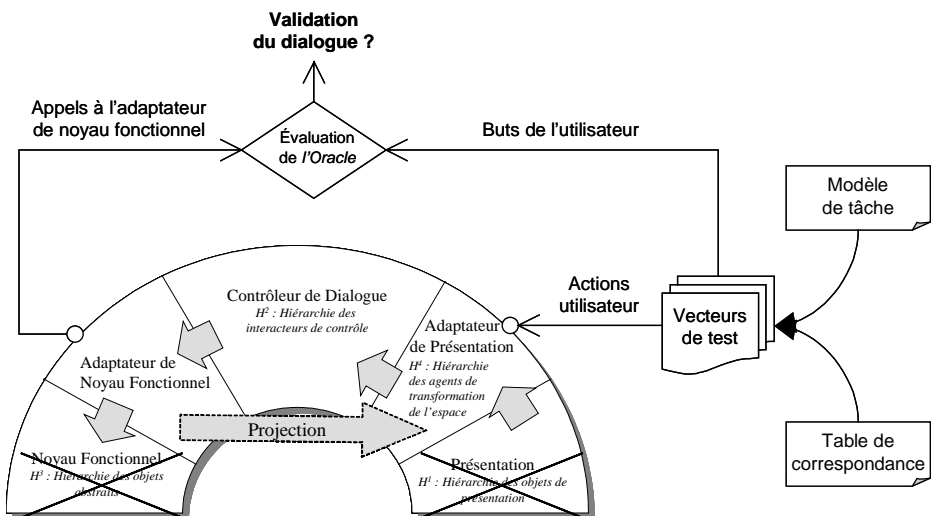 Validation
du dialogue ?
Appels à l'adaptateur
de noyau fonctionnel
Évaluation
de l'Oracle
Buts de l'utilisateur
Modèle
de tâche
Actions
utilisateur
Vecteurs
de test
Contrôleur de Dialogue
H² : Hiérarchie des
interacteurs de contrôle
Adaptateur
de Présentation
H⁴ : Hiérarchie
des agents de
transformation
de l'espace
Adaptateur de
Noyau Fonctionnel
Projection
Noyau Fonctionnel
H³ : Hiérarchie des objets
abstraits
Présentation
H¹ : Hiérarchie des objets de
présentation
Table de
correspondance